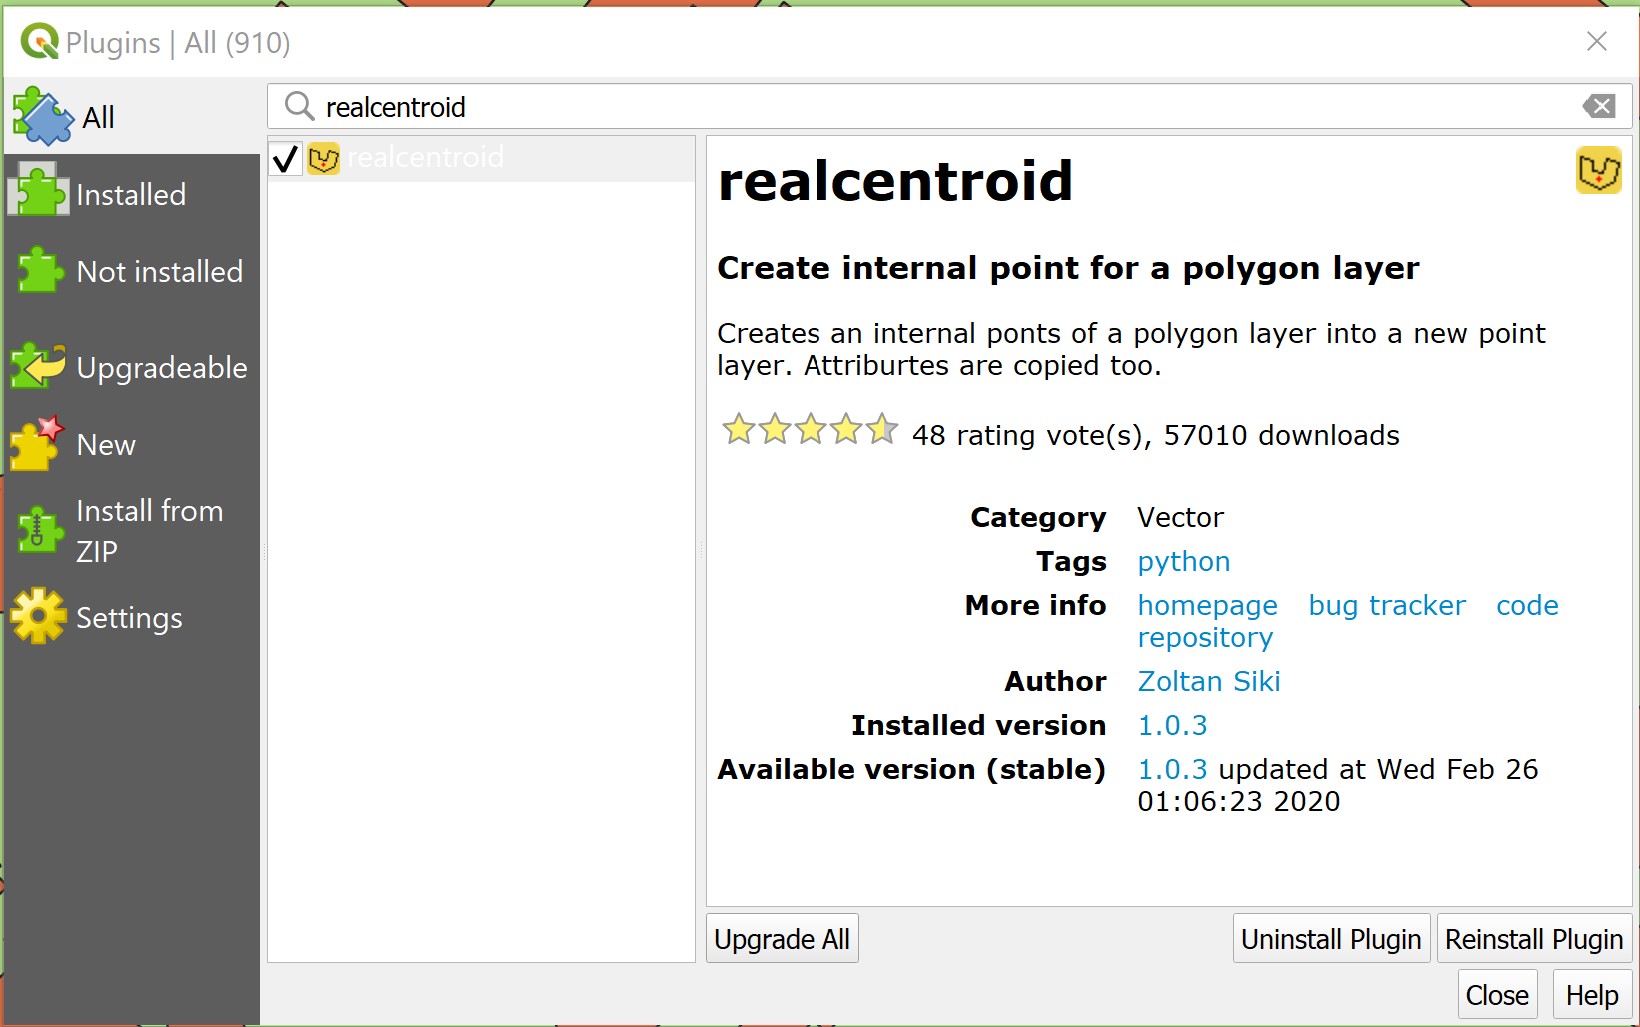 Plugins | All (910)
All
realcentroid
realcentroid
Installed
Not installed
Upgradeable
New
Install from
ZIP
Settings
realcentroid
Create internal point for a polygon layer
Creates an internal ponts of a polygon layer into a new point
layer. Attriburtes are copied too.
48 rating vote(s), 57010 downloads
Category Vector
Tags python
More info homepage bug tracker code
repository
Author Zoltan Siki
Installed version 1.0.3
Available version (stable) 1.0.3 updated at Wed Feb 26
01:06:23 2020
Upgrade All Uninstall Plugin Reinstall Plugin
Close Help